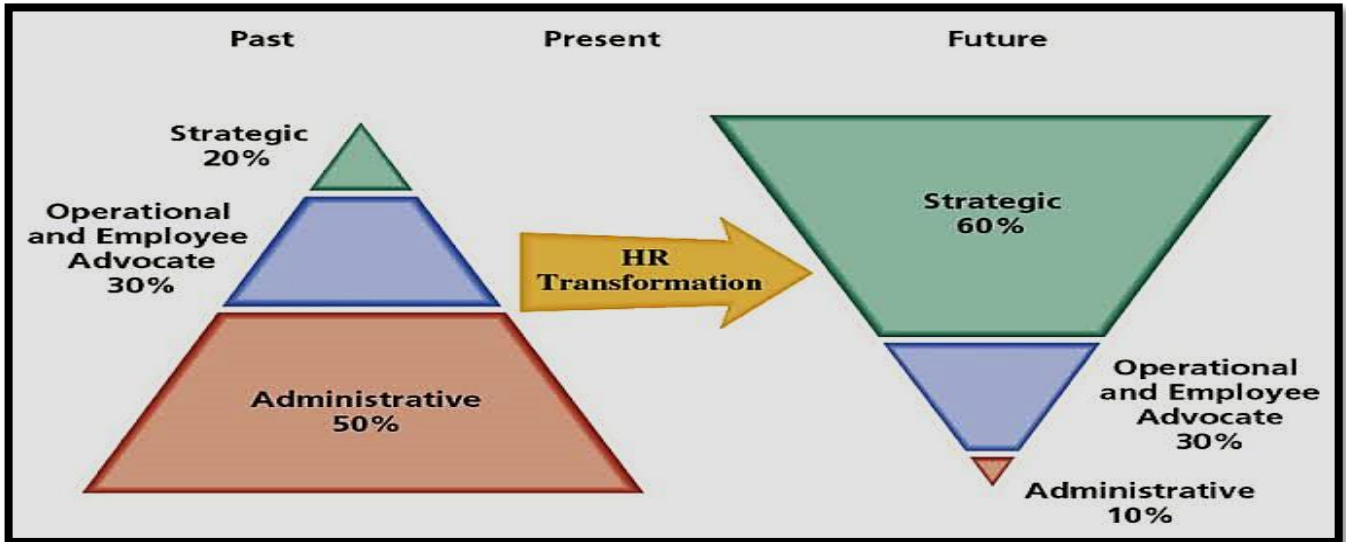 Past
Present
Future
Strategic
20%
Operational
and Employee
Advocate
30%
Administrative
50%
HR
Transformation
Strategic
60%
Operational
and Employee
Advocate
30%
Administrative
10%